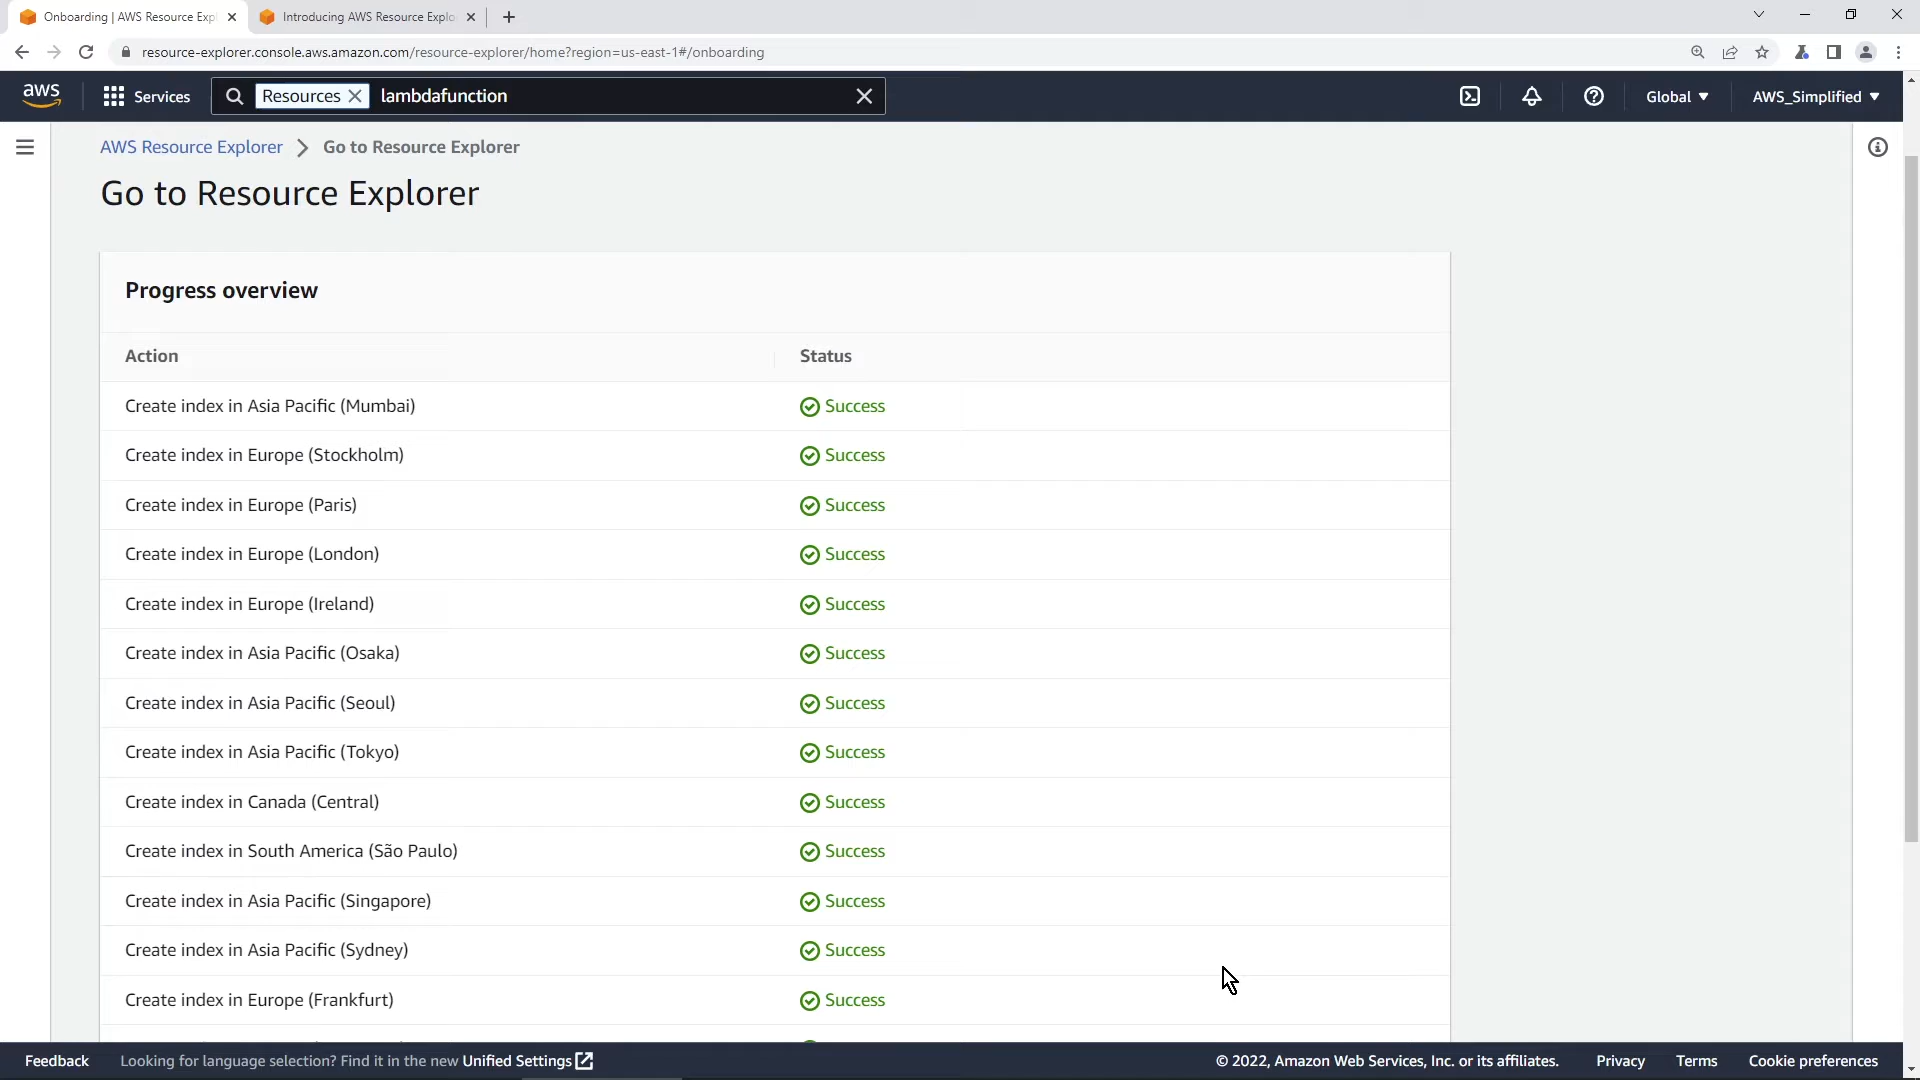 Onboarding | AWS Resource Exp
Introducing AWS Resource Explo
resource-explorer.console.aws.amazon.com/resource-explorer/home?region=us-east-1#/onboarding
aws
Services
Resources
lambdafunction
Global
AWS_Simplified
AWS Resource Explorer
Go to Resource Explorer
Go to Resource Explorer
Progress overview
Action Status
Create index in Asia Pacific (Mumbai) Success
Create index in Europe (Stockholm) Success
Create index in Europe (Paris) Success
Create index in Europe (London) Success
Create index in Europe (Ireland) Success
Create index in Asia Pacific (Osaka) Success
Create index in Asia Pacific (Seoul) Success
Create index in Asia Pacific (Tokyo) Success
Create index in Canada (Central) Success
Create index in South America (São Paulo) Success
Create index in Asia Pacific (Singapore) Success
Create index in Asia Pacific (Sydney) Success
Create index in Europe (Frankfurt) Success
Feedback
Looking for language selection? Find it in the new Unified Settings
© 2022, Amazon Web Services, Inc. or its affiliates.
Privacy
Terms
Cookie preferences